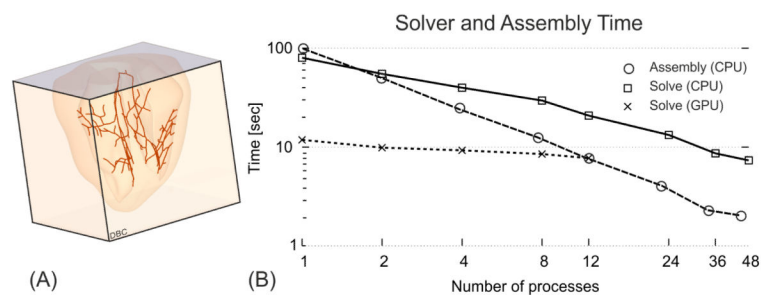 Solver and Assembly Time
100
10
1
Time [sec]
Assembly (CPU)
Solve (CPU)
Solve (GPU)
1 2 4 8 12 24 36 48
Number of processes
DBC
(A)
(B)